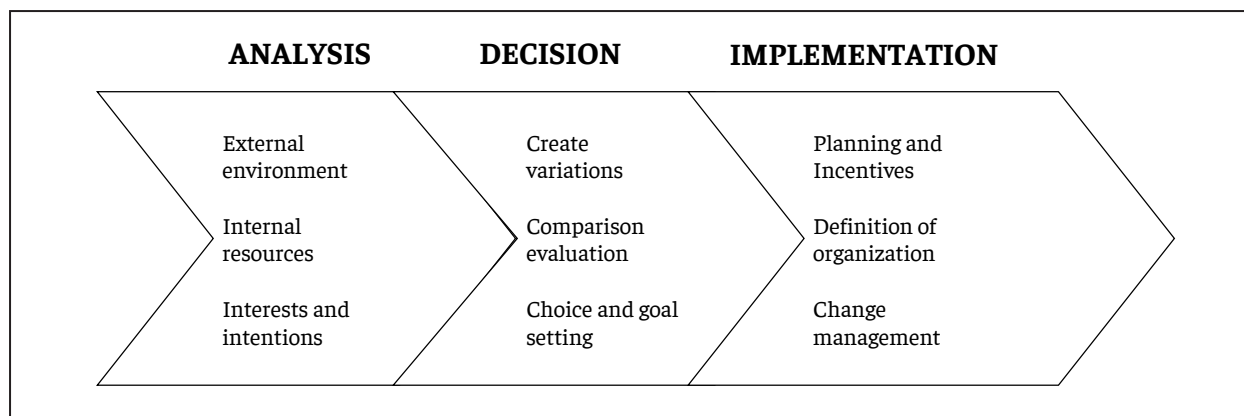 ANALYSIS
DECISION
IMPLEMENTATION
External
environment
Internal
resources
Interests and
intentions
Create
variations
Comparison
evaluation
Choice and goal
setting
Planning and
Incentives
Definition of
organization
Change
management